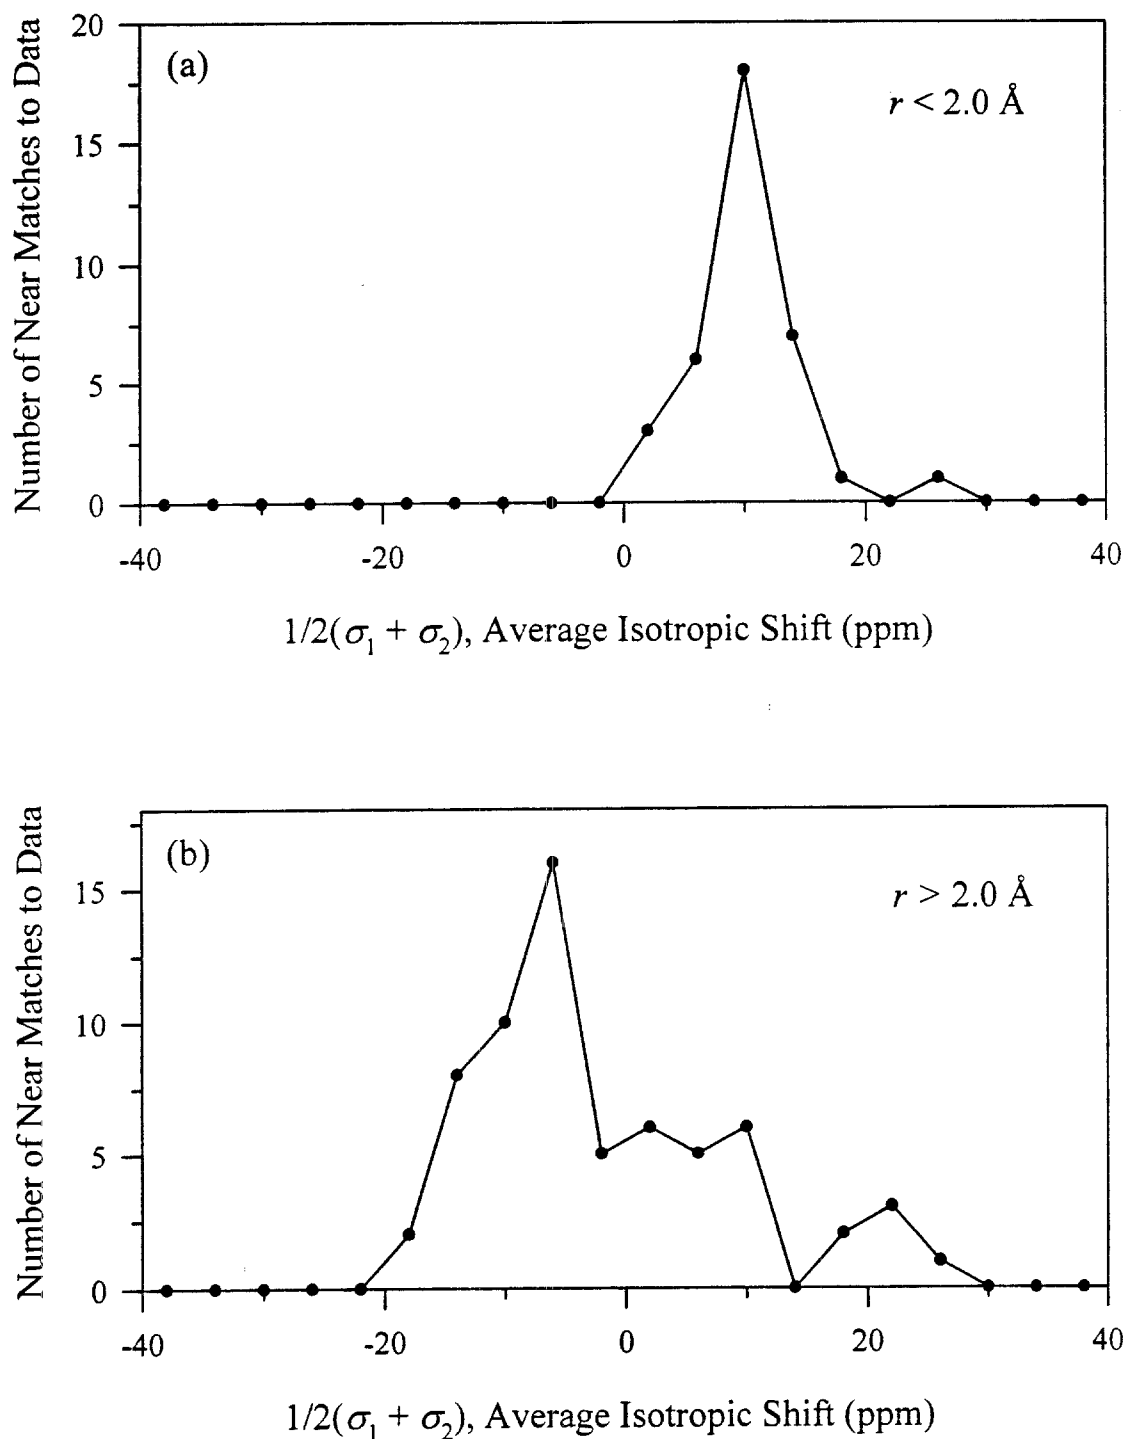 20
(a)
r < 2.0 Å
15
10
5
0
Number of Near Matches to Data
-40 -20 0 20 40
1/2(σ₁ + σ₂), Average Isotropic Shift (ppm)
(b)
r > 2.0 Å
15
10
5
0
Number of Near Matches to Data
-40 -20 0 20 40
1/2(σ₁ + σ₂), Average Isotropic Shift (ppm)